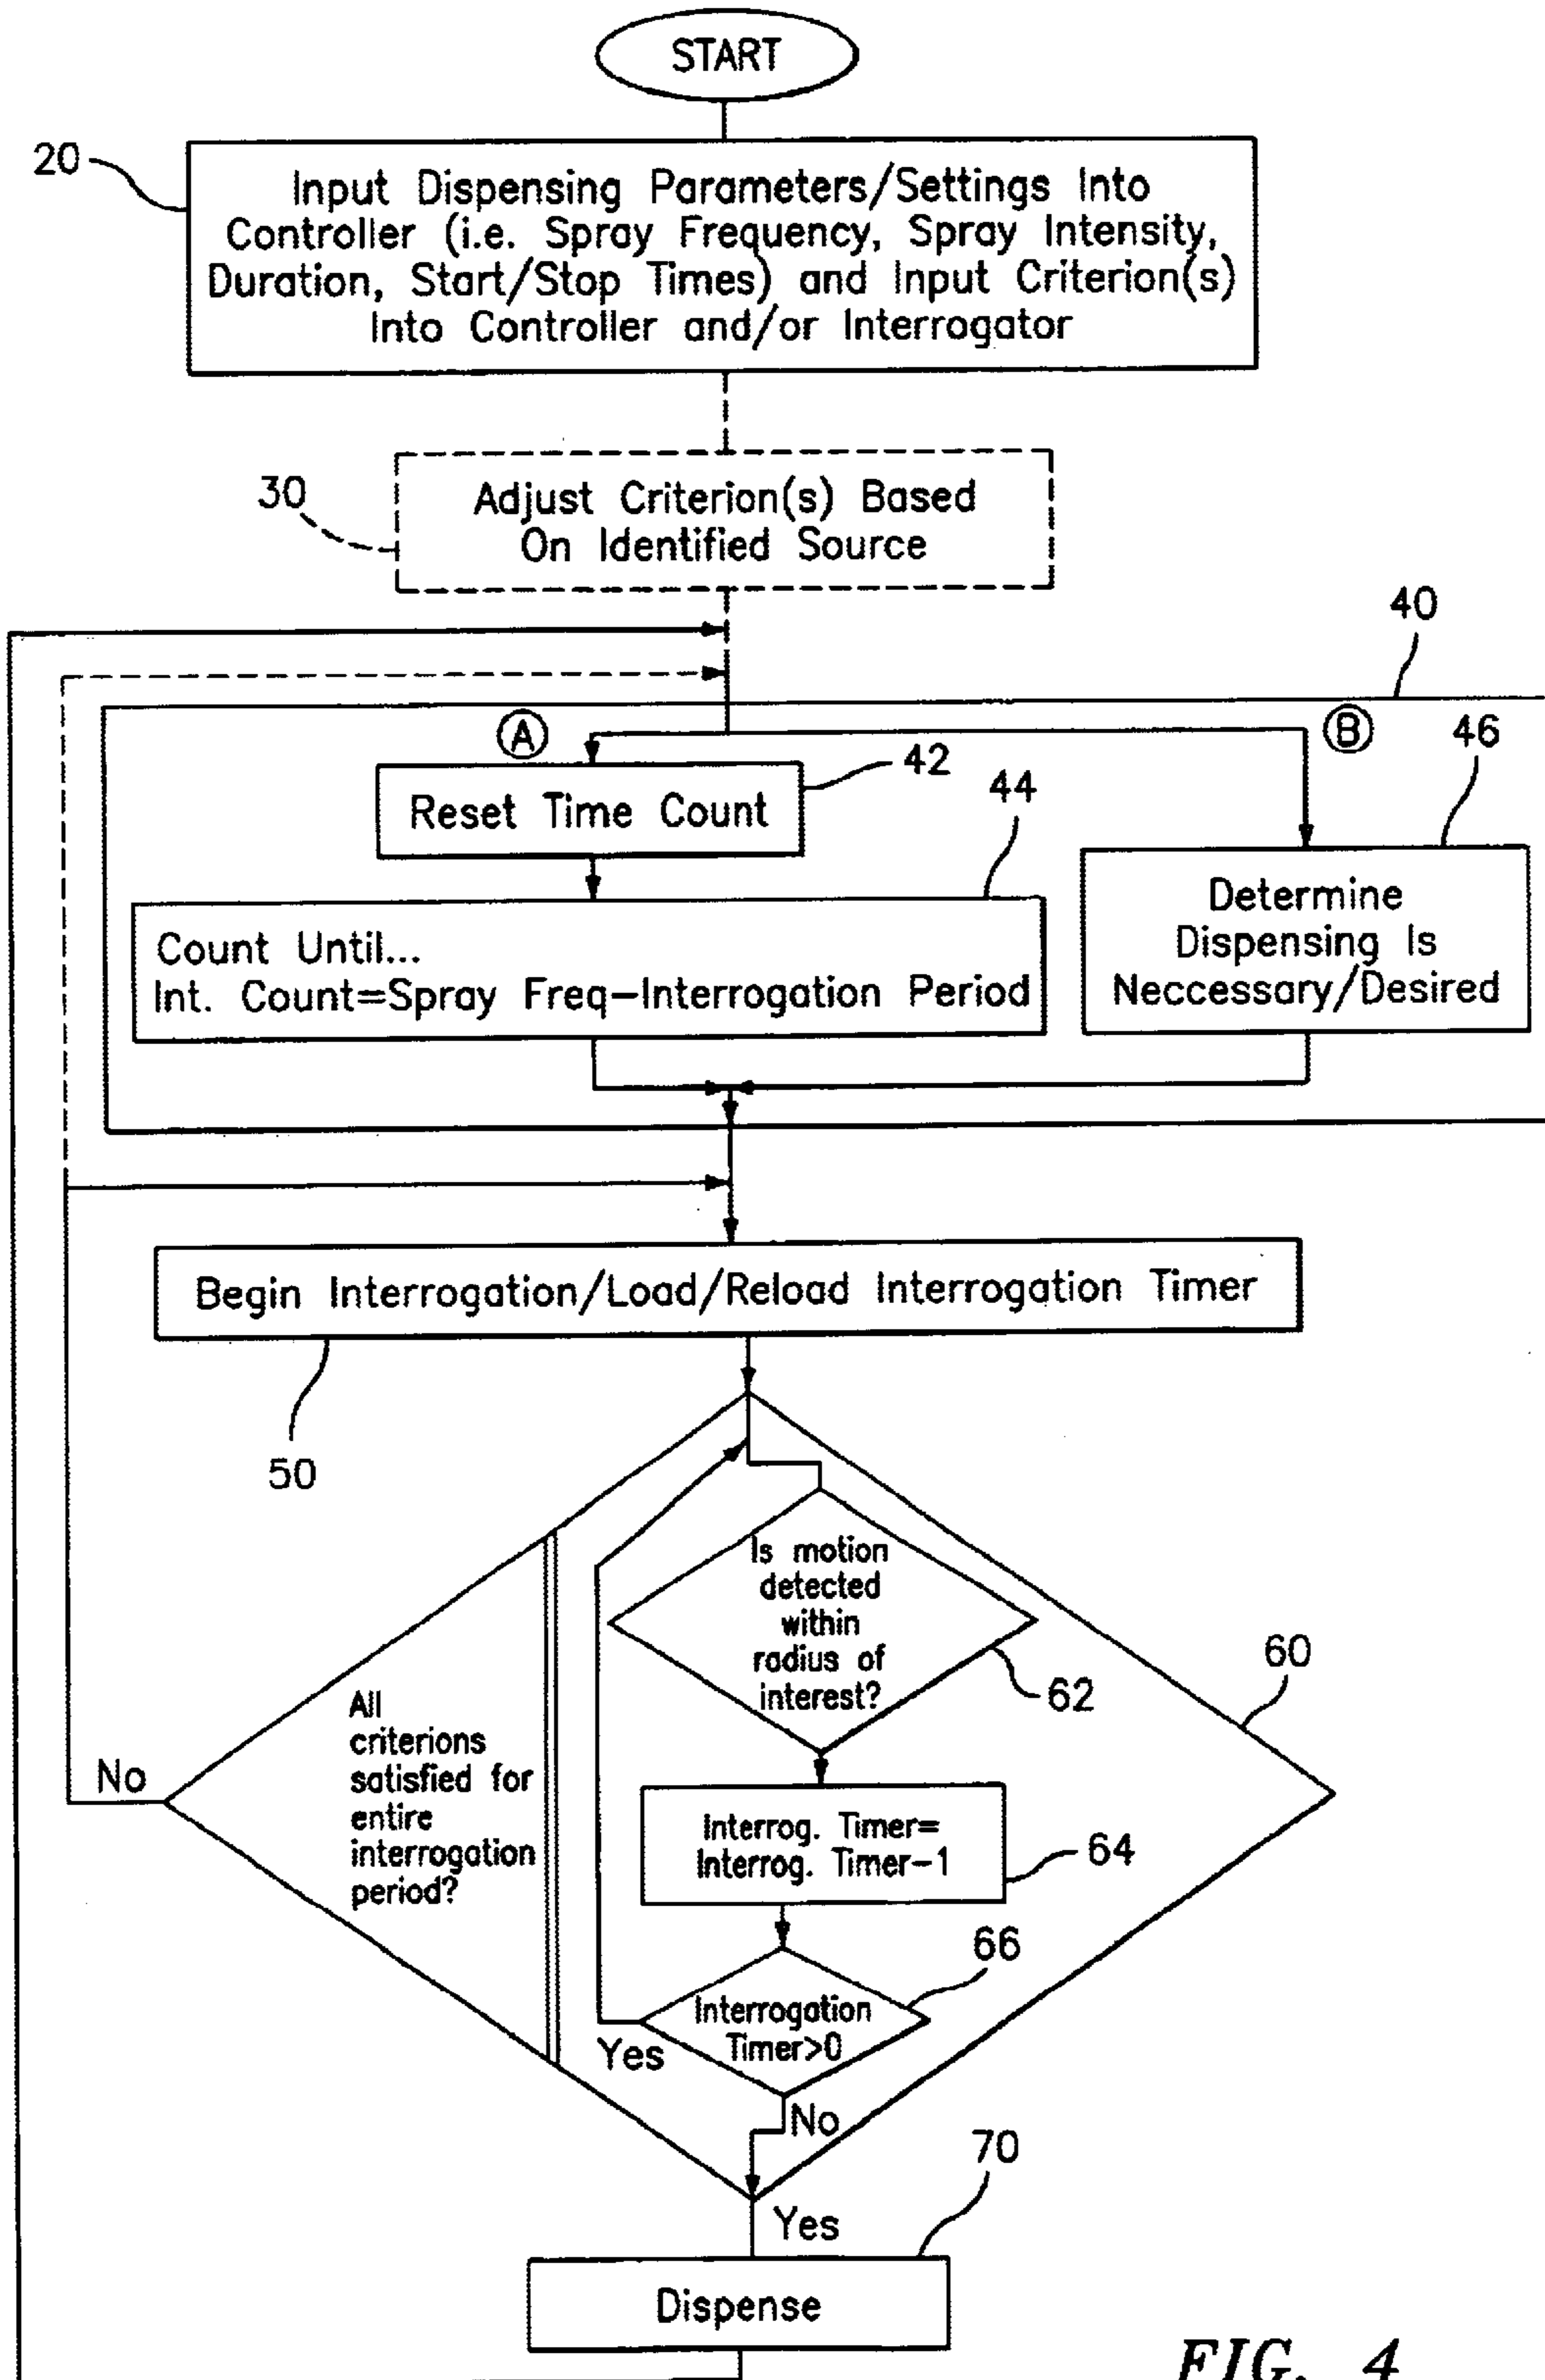 START
20
Input Dispensing Parameters/Settings Into
Controller (i.e. Spray Frequency, Spray Intensity,
Duration, Start/Stop Times) and Input Criterion(s)
Into Controller and/or Interrogator
30
Adjust Criterion(s) Based
On Identified Source
40
A
B
46
42
Reset Time Count
44
Count Until...
Int. Count=Spray Freq-Interrogation Period
Determine
Dispensing Is
Neccessary/Desired
Begin Interrogation/Load/Reload Interrogation Timer
50
Is motion
detected
within
radius of
interest?
62
60
All
criterions
satisfied for
entire
interrogation
period?
No
Interrog. Timer=
Interrog. Timer-1
64
66
Interrogation
Timer>0
Yes
No
70
Yes
Dispense
FIG. 4